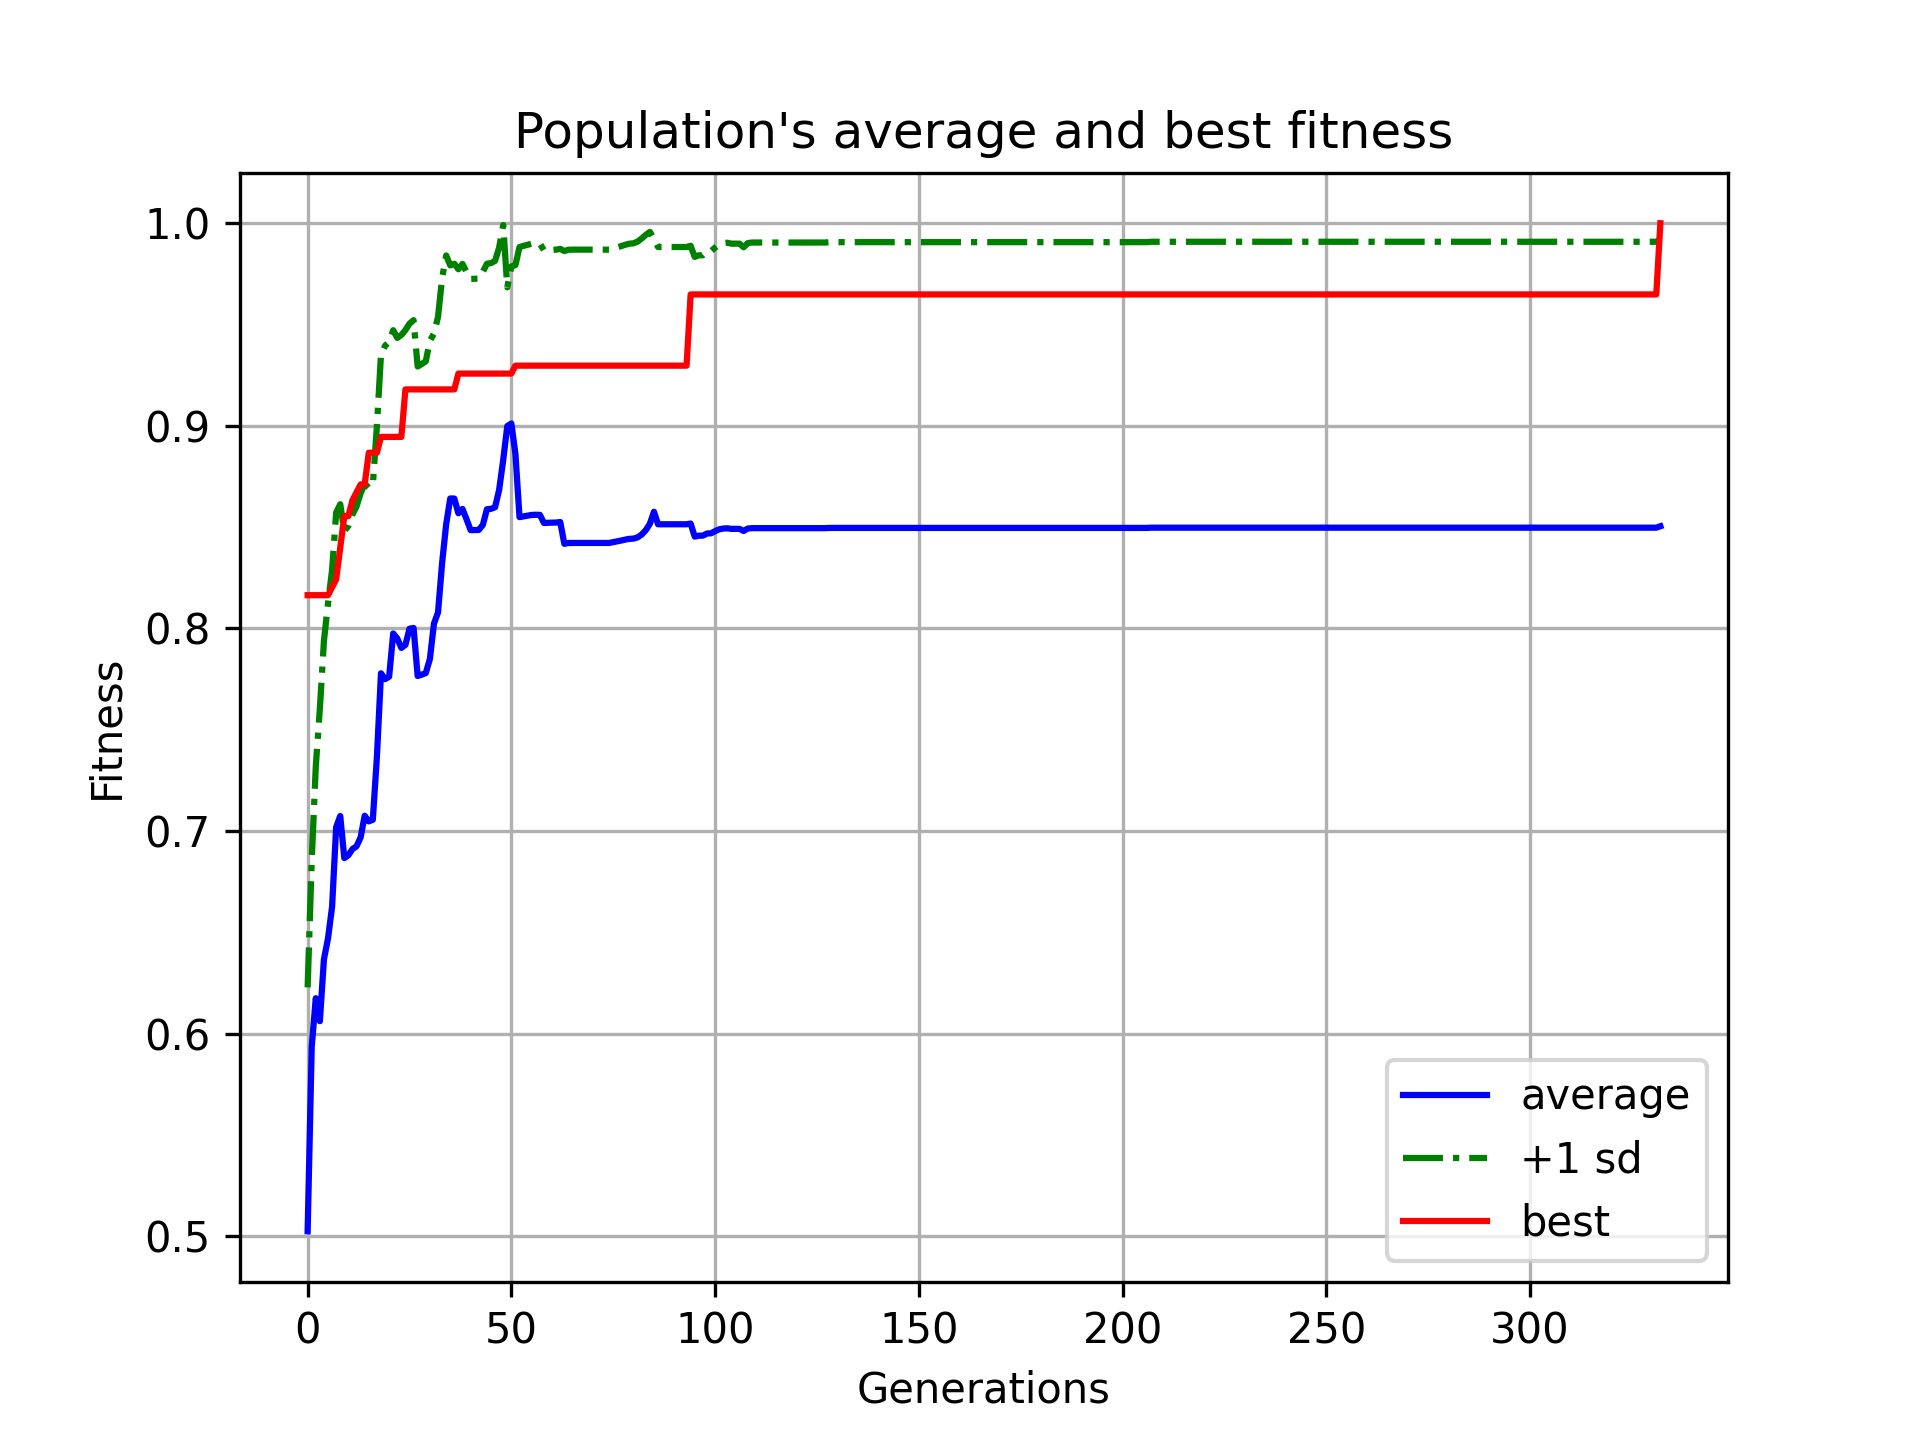 Population's average and best fitness
1.0
0.9
0.8
0.7
0.6
0.5
Fitness
0 50 100 150 200 250 300
Generations
average
+1 sd
best